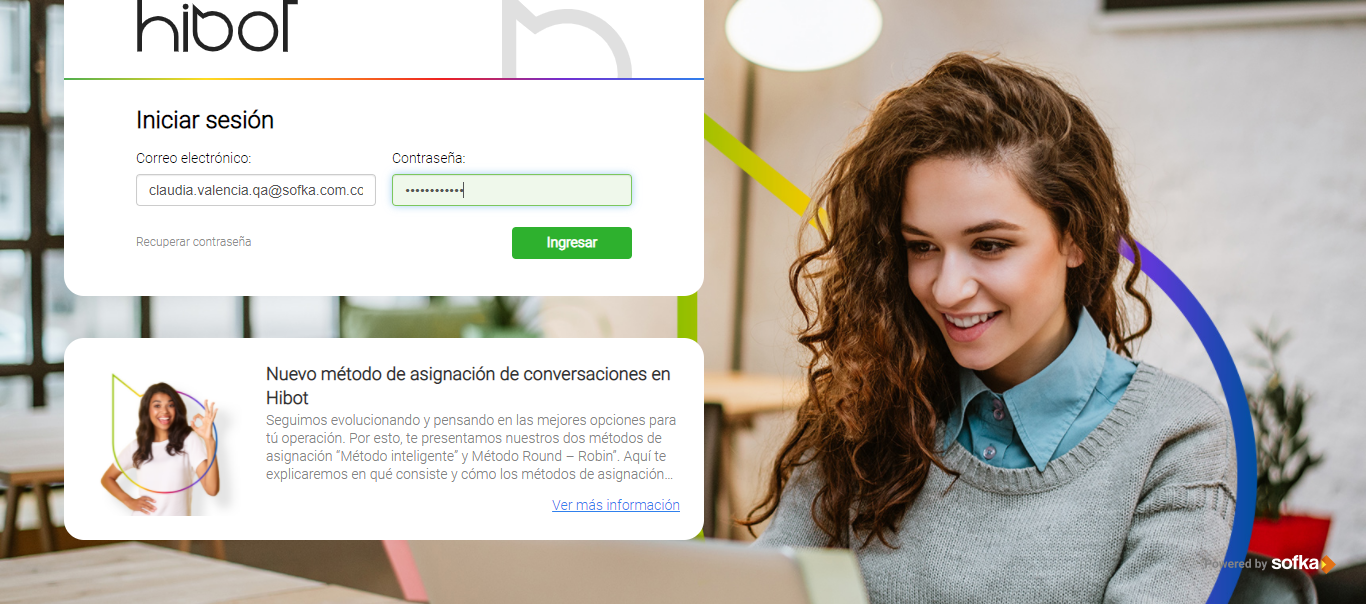 hibot
Iniciar sesión
Correo electrónico:
Contraseña:
claudia.valencia.qa@sofka.com.cc
••••••••••••
Recuperar contraseña
Ingresar
Nuevo método de asignación de conversaciones en
Hibot
Seguimos evolucionando y pensando en las mejores opciones para
tú operación. Por esto, te presentamos nuestros dos métodos de
asignación “Método inteligente” y Método Round – Robin”. Aquí te
explicaremos en qué consiste y cómo los métodos de asignación...
Ver más información
Powered by sofka